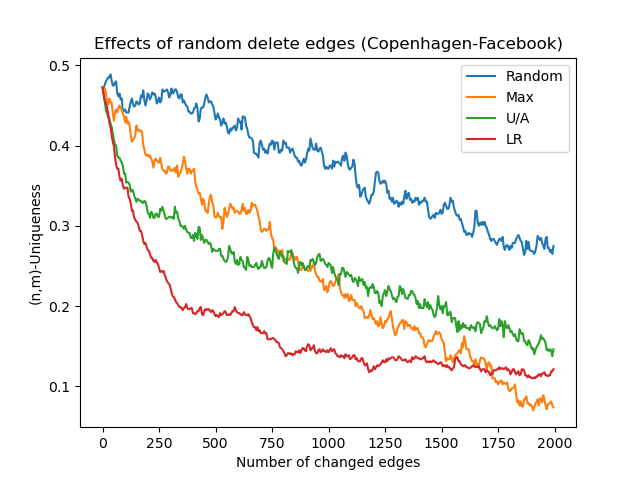 Effects of random delete edges (Copenhagen-Facebook)
Random
Max
U/A
LR
(n,m)-Uniqueness
0.5
0.4
0.3
0.2
0.1
0 250 500 750 1000 1250 1500 1750 2000
Number of changed edges